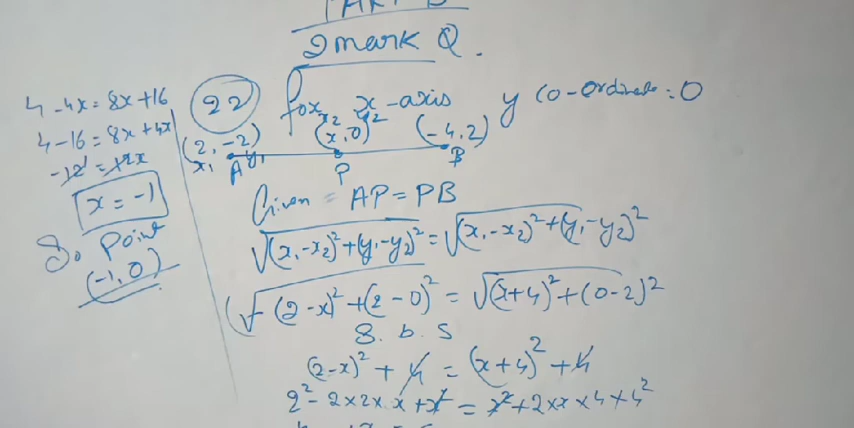 PART B
2 mark Q.
22 for x-axis y co-ordinate = 0
x2 y2
(2,-2) (x,0) (-4,2)
x1 y1
A P B
Given = AP = PB
√(x1-x2)²+(y1-y2)² = √(x1-x2)²+(y1-y2)²
(√(2-x)²+(2-0)² = √(x+4)²+(0-2)²
S. b. S
(2-x)² + 4 = (x+4)² + 4
2²-2×2×x+x² = x²+2×x×4+4²
4-4x = 8x+16
4-16 = 8x+4x
-12 = 12x
x = -1
So Point
(-1,0)